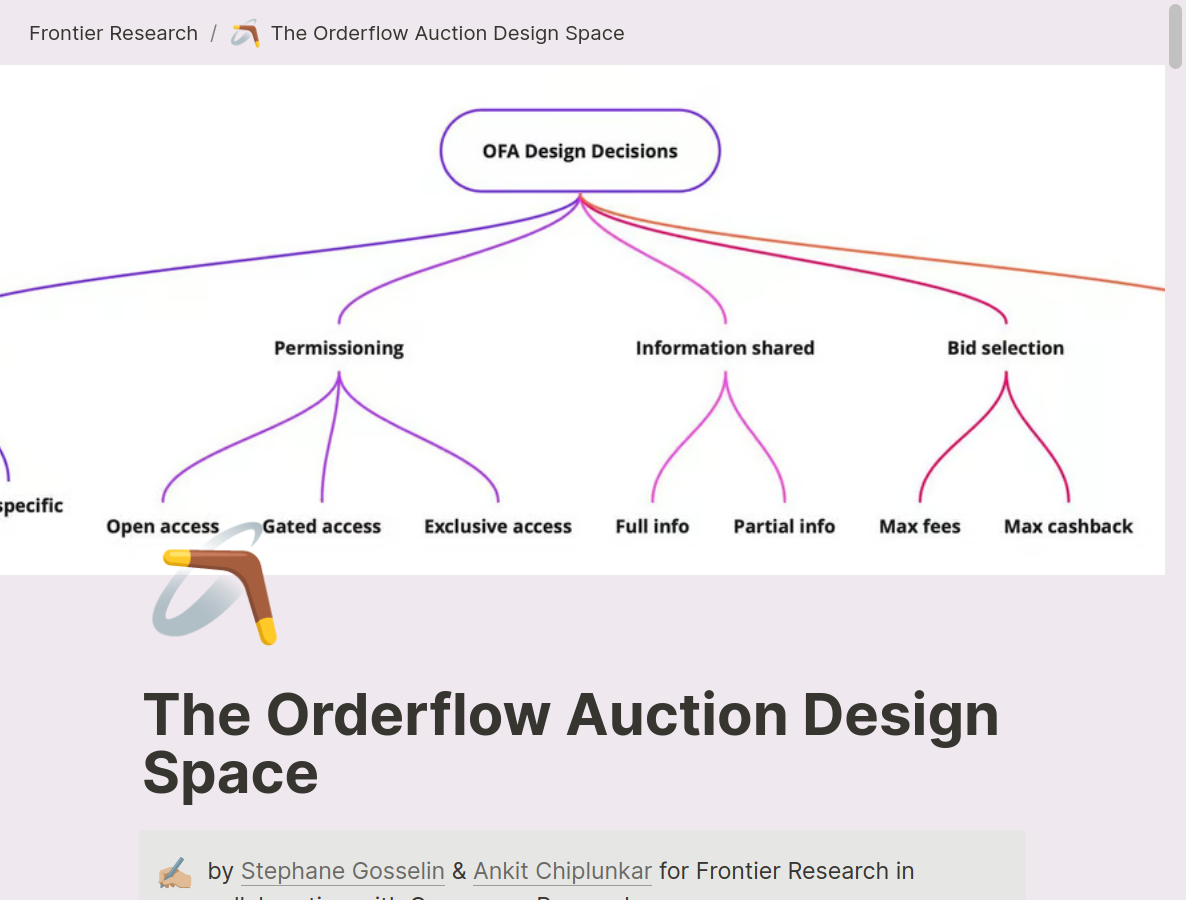 Frontier Research / The Orderflow Auction Design Space
OFA Design Decisions
Permissioning Information shared Bid selection
specific
Open access Gated access Exclusive access Full info Partial info Max fees Max cashback
The Orderflow Auction Design
Space
by Stephane Gosselin & Ankit Chiplunkar for Frontier Research in